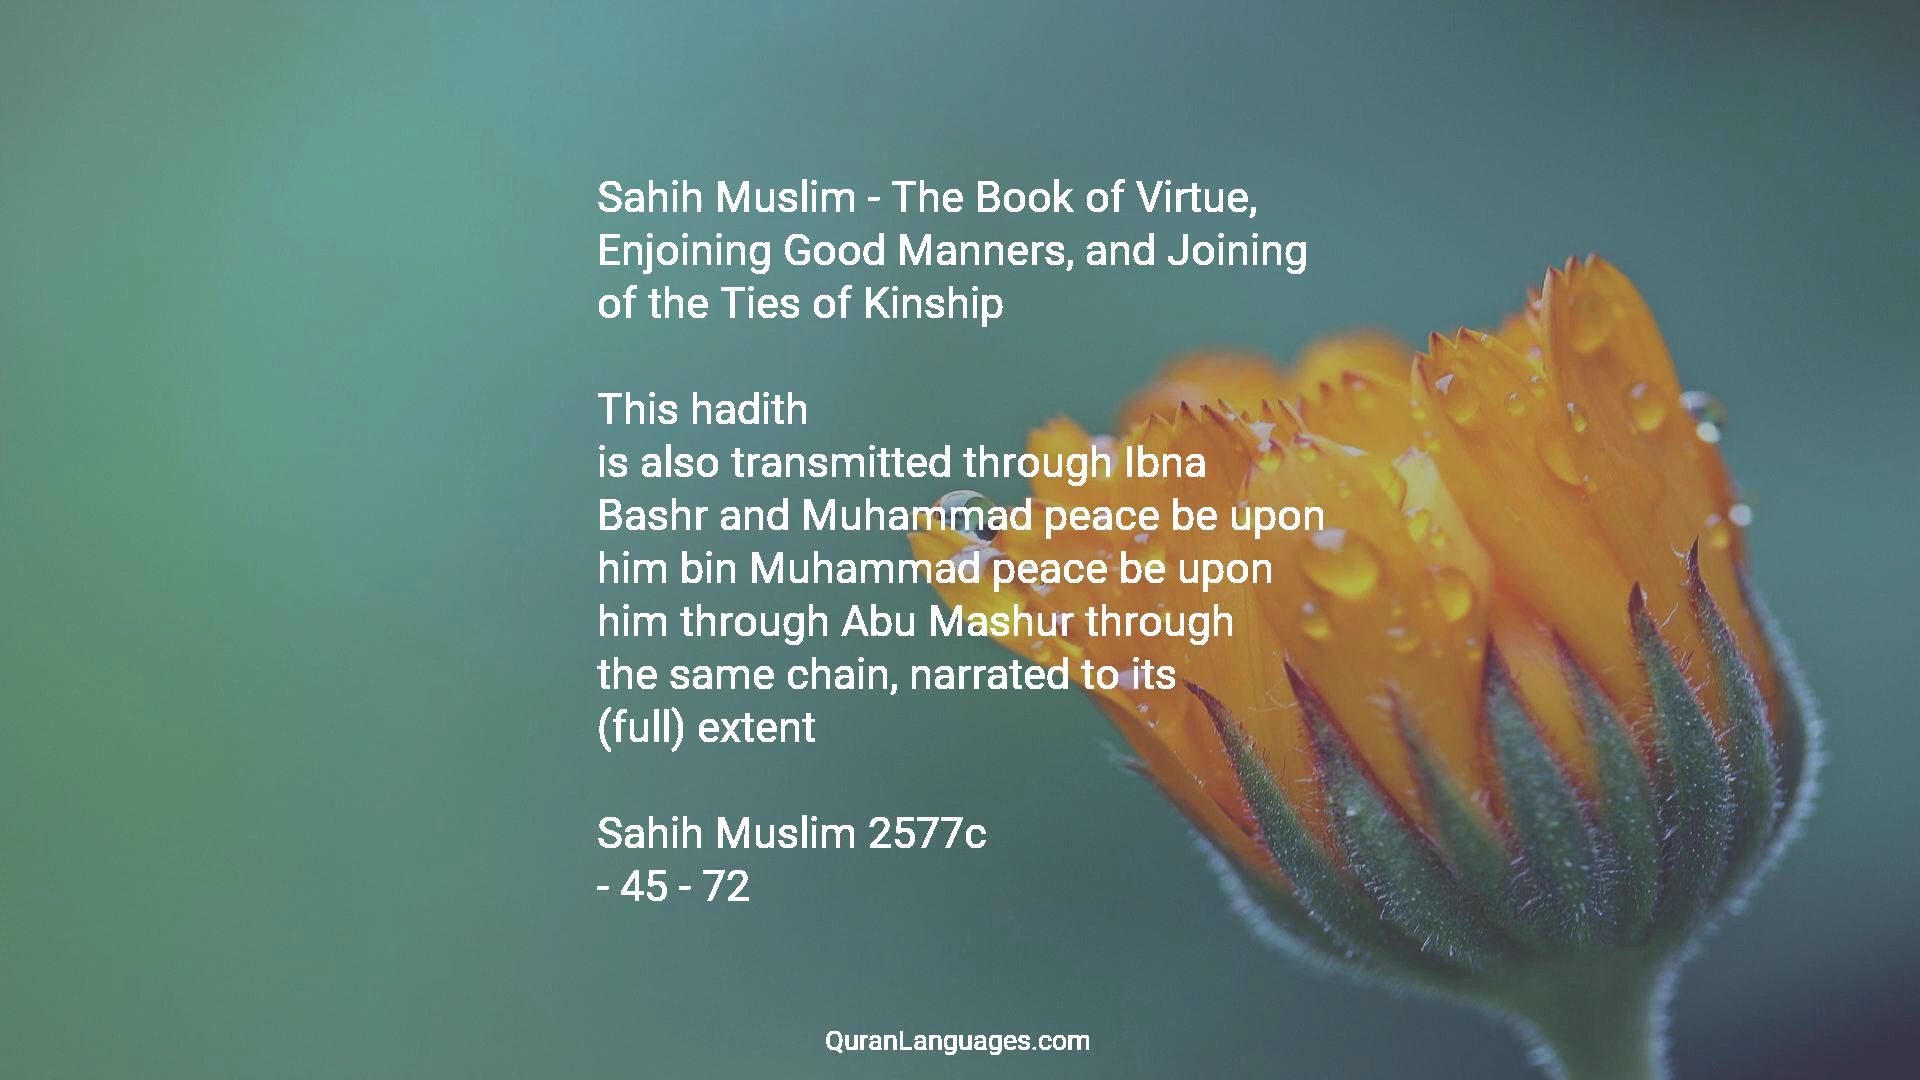 Sahih Muslim - The Book of Virtue,
Enjoining Good Manners, and Joining
of the Ties of Kinship
This hadith
is also transmitted through Ibna
Bashr and Muhammad peace be upon
him bin Muhammad peace be upon
him through Abu Mashur through
the same chain, narrated to its
(full) extent
Sahih Muslim 2577c
- 45 - 72
QuranLanguages.com